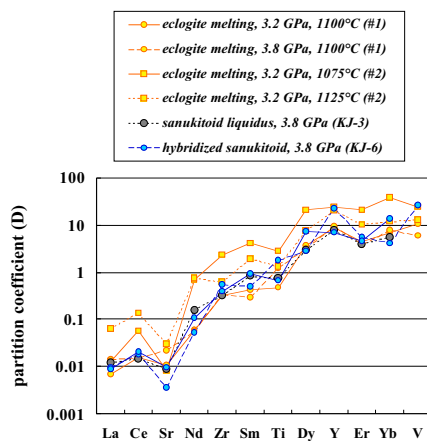 eclogite melting, 3.2 GPa, 1100°C (#1)
eclogite melting, 3.8 GPa, 1100°C (#1)
eclogite melting, 3.2 GPa, 1075°C (#2)
eclogite melting, 3.2 GPa, 1125°C (#2)
sanukitoid liquidus, 3.8 GPa (KJ-3)
hybridized sanukitoid, 3.8 GPa (KJ-6)
partition coefficient (D)
100
10
1
0.1
0.01
0.001
La Ce Sr Nd Zr Sm Ti Dy Y Er Yb V